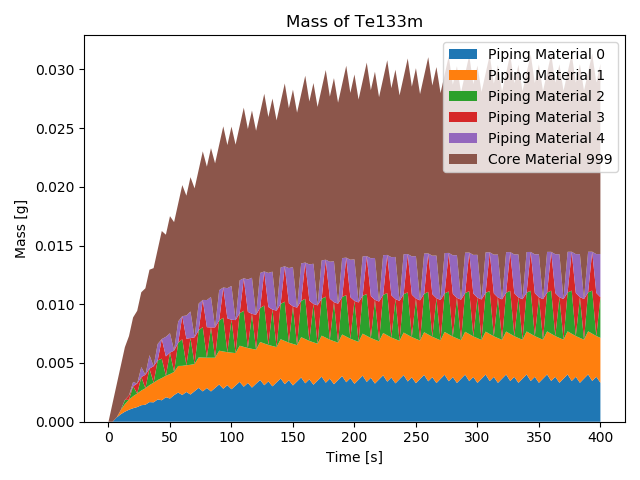 Mass of Te133m
Mass [g]
0.030
0.025
0.020
0.015
0.010
0.005
0.000
Piping Material 0
Piping Material 1
Piping Material 2
Piping Material 3
Piping Material 4
Core Material 999
0 50 100 150 200 250 300 350 400
Time [s]